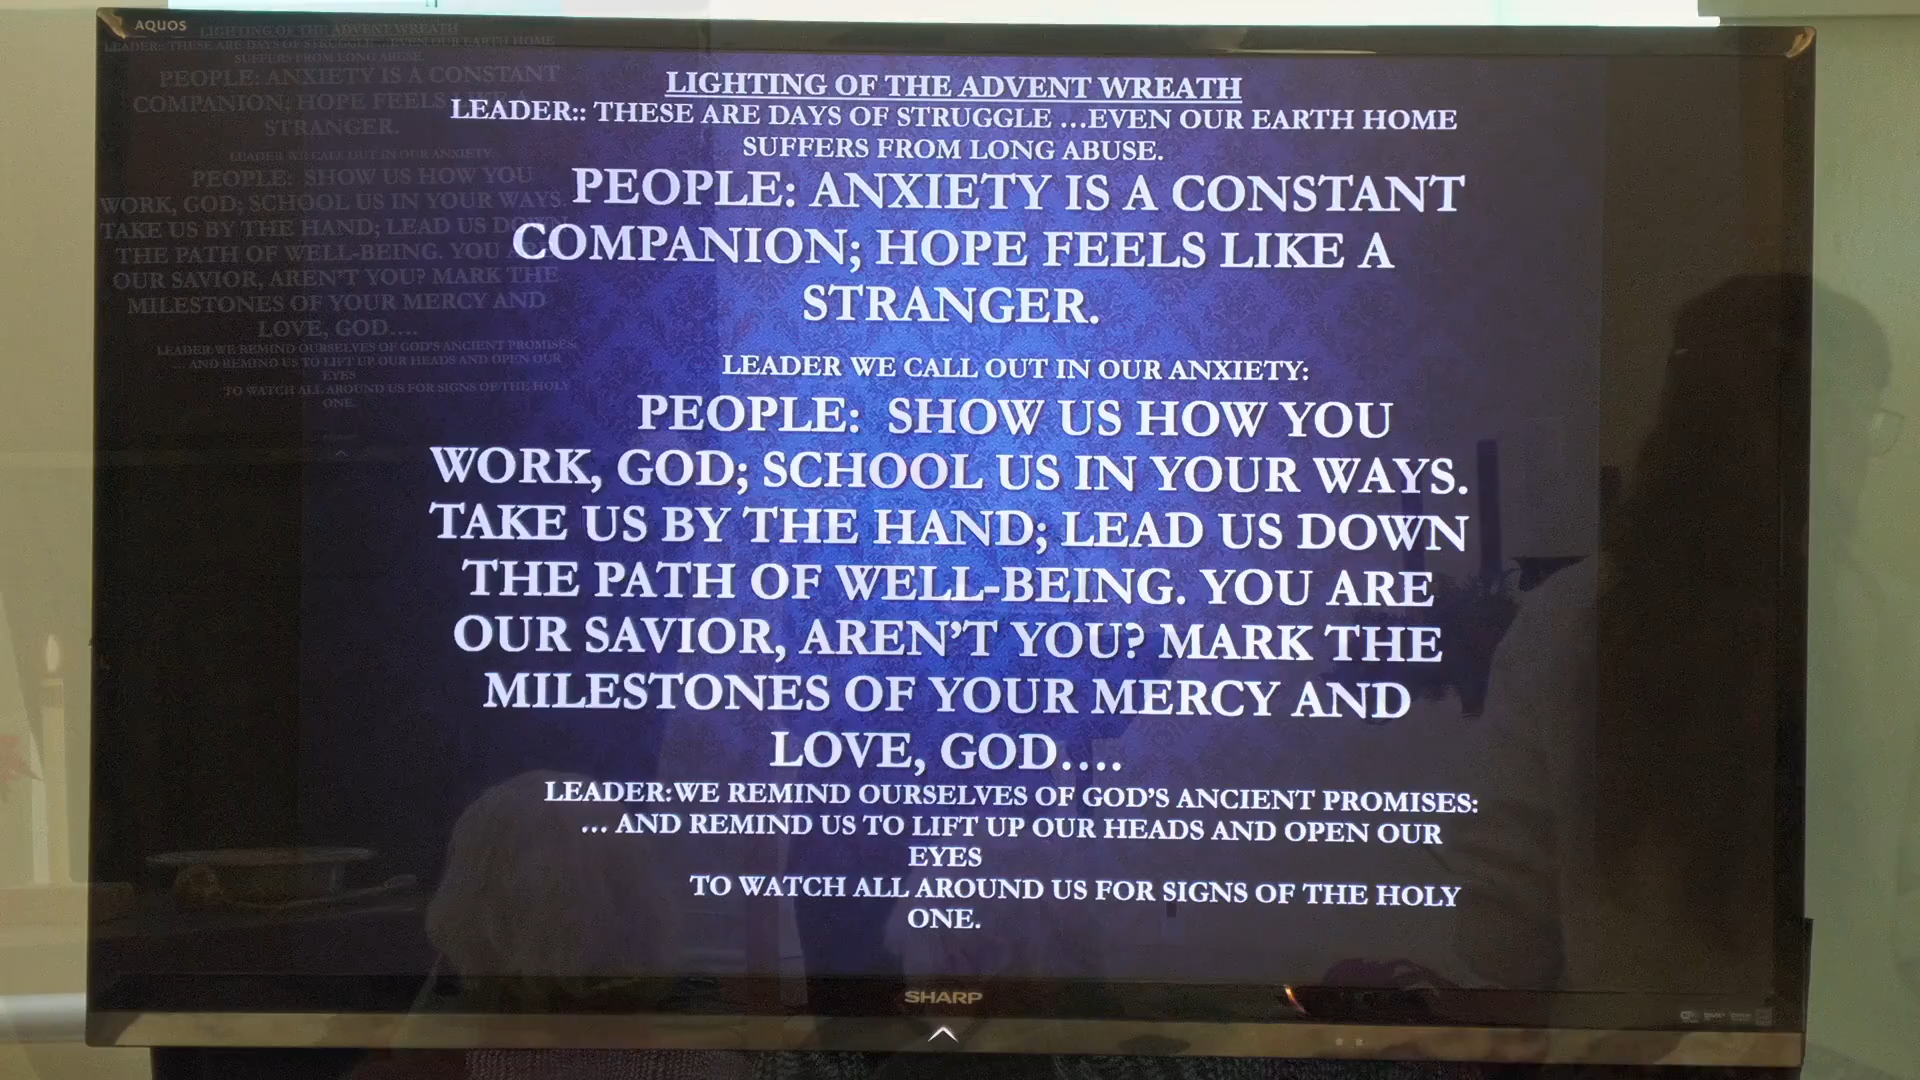 AQUOS
LIGHTING OF THE ADVENT WREATH
LEADER:: THESE ARE DAYS OF STRUGGLE ...EVEN OUR EARTH HOME
SUFFERS FROM LONG ABUSE.
PEOPLE: ANXIETY IS A CONSTANT
COMPANION; HOPE FEELS LIKE A
STRANGER.
LEADER WE CALL OUT IN OUR ANXIETY:
PEOPLE:  SHOW US HOW YOU
WORK, GOD; SCHOOL US IN YOUR WAYS.
TAKE US BY THE HAND; LEAD US DOWN
THE PATH OF WELL-BEING. YOU ARE
OUR SAVIOR, AREN'T YOU? MARK THE
MILESTONES OF YOUR MERCY AND
LOVE, GOD....
LEADER:WE REMIND OURSELVES OF GOD'S ANCIENT PROMISES:
... AND REMIND US TO LIFT UP OUR HEADS AND OPEN OUR
EYES
TO WATCH ALL AROUND US FOR SIGNS OF THE HOLY
ONE.
SHARP